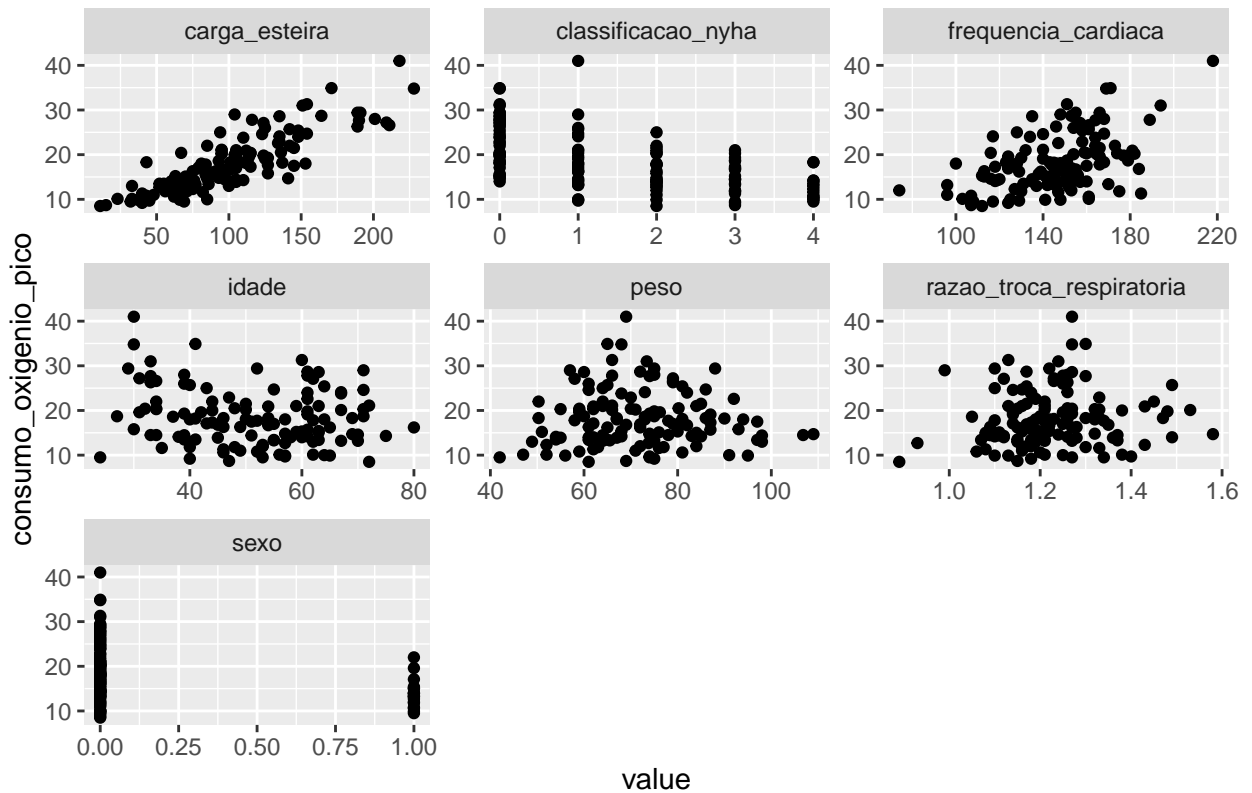 carga_esteira classificacao_nyha frequencia_cardiaca
40
30
20
10
50 100 150 200 0 1 2 3 4 100 140 180 220
idade peso razao_troca_respiratoria
40
30
20
10
40 60 80 40 60 80 100 1.0 1.2 1.4 1.6
sexo
40
30
20
10
0.00 0.25 0.50 0.75 1.00
consumo_oxigenio_pico
value